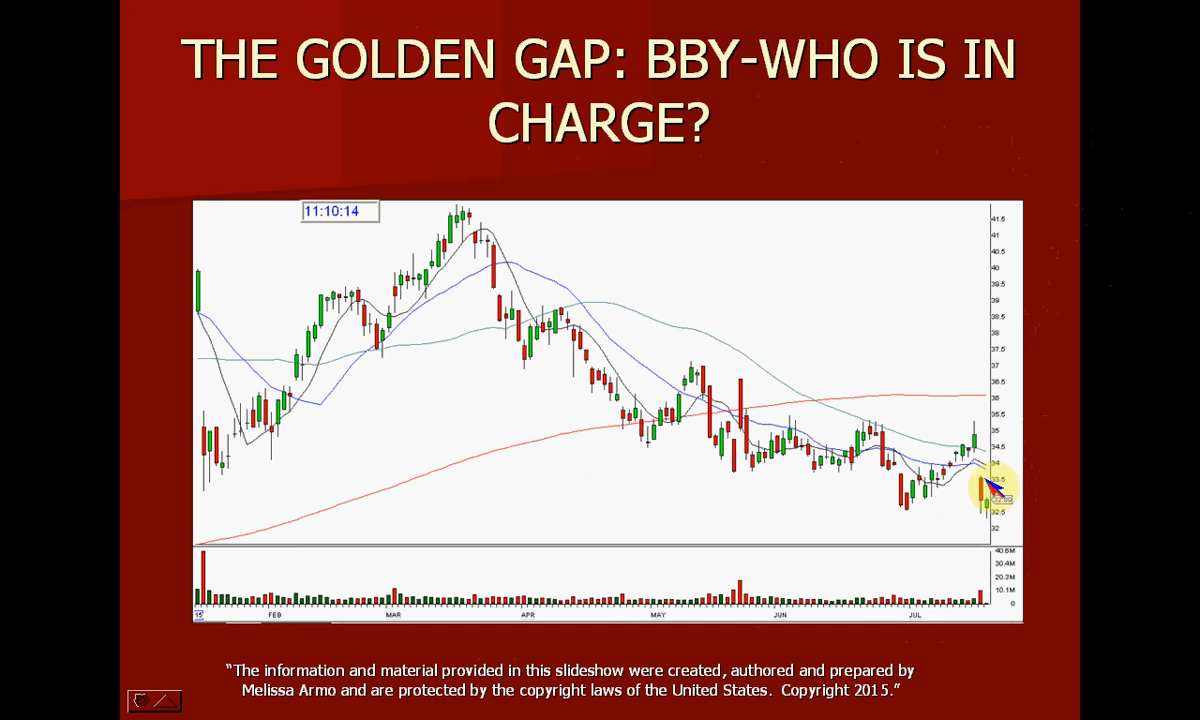 THE GOLDEN GAP: BBY-WHO IS IN
CHARGE?
11:10:14
41.5
41
40.5
40
39.5
39
38.5
38
37.5
37
36.5
36
35.5
35
34.5
34
33.5
32.5
32
40.6M
30.4M
20.3M
10.1M
0
15 FEB MAR APR MAY JUN JUL
“The information and material provided in this slideshow were created, authored and prepared by
Melissa Armo and are protected by the copyright laws of the United States. Copyright 2015.”